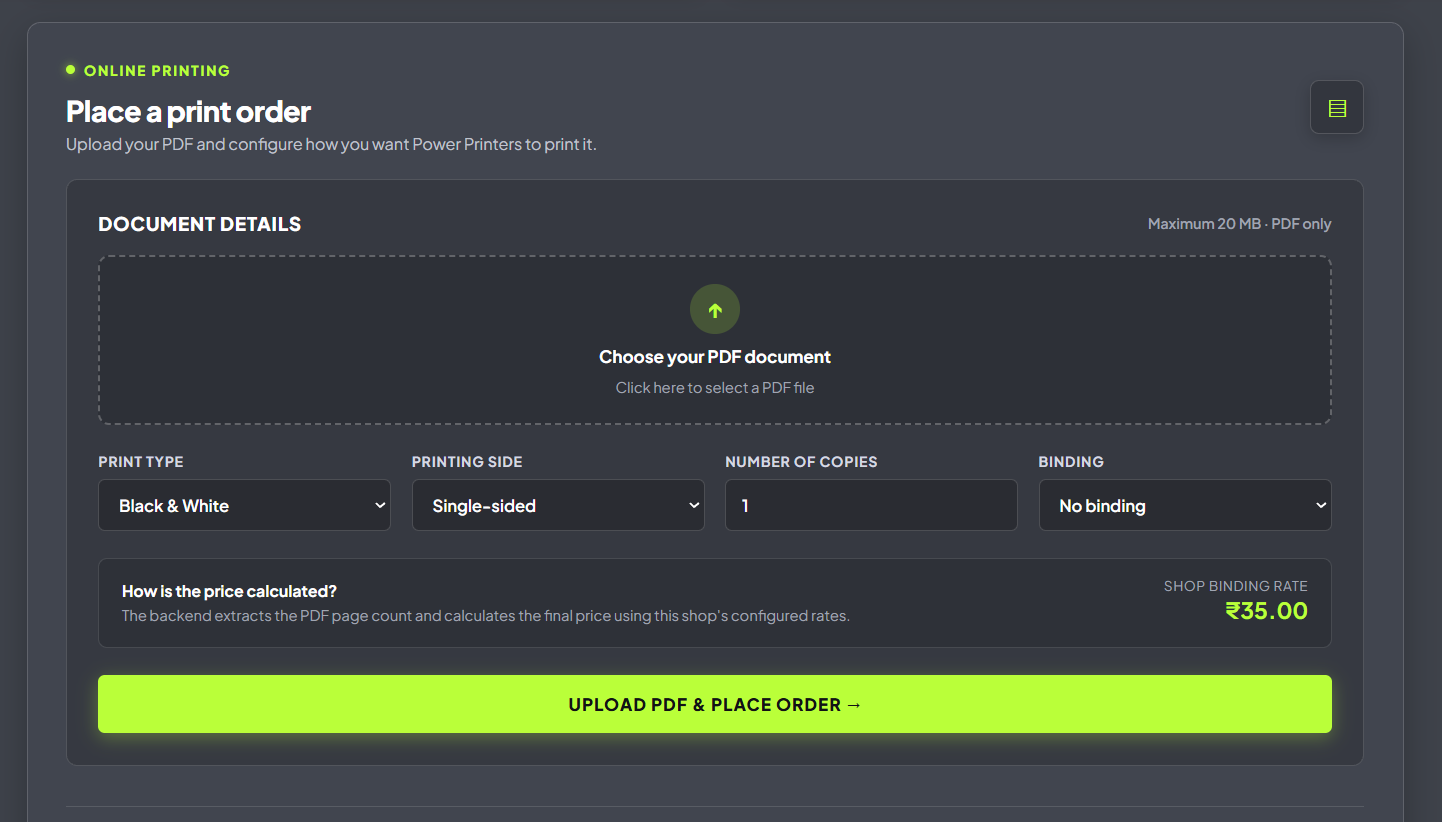 ONLINE PRINTING
Place a print order
Upload your PDF and configure how you want Power Printers to print it.
DOCUMENT DETAILS
Maximum 20 MB · PDF only
Choose your PDF document
Click here to select a PDF file
PRINT TYPE
PRINTING SIDE
NUMBER OF COPIES
BINDING
Black & White
Single-sided
1
No binding
How is the price calculated?
The backend extracts the PDF page count and calculates the final price using this shop's configured rates.
SHOP BINDING RATE
₹35.00
UPLOAD PDF & PLACE ORDER →